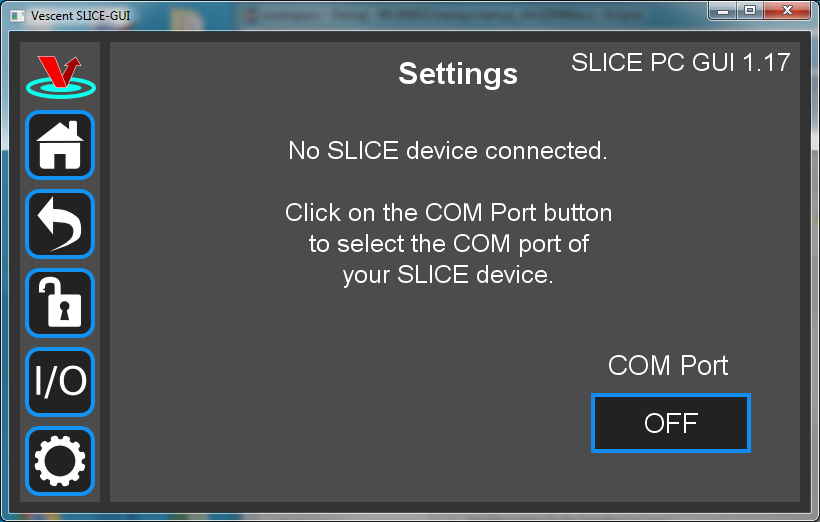 Vescent SLICE-GUI
Settings
SLICE PC GUI 1.17
No SLICE device connected.
Click on the COM Port button
to select the COM port of
your SLICE device.
I/O
COM Port
OFF